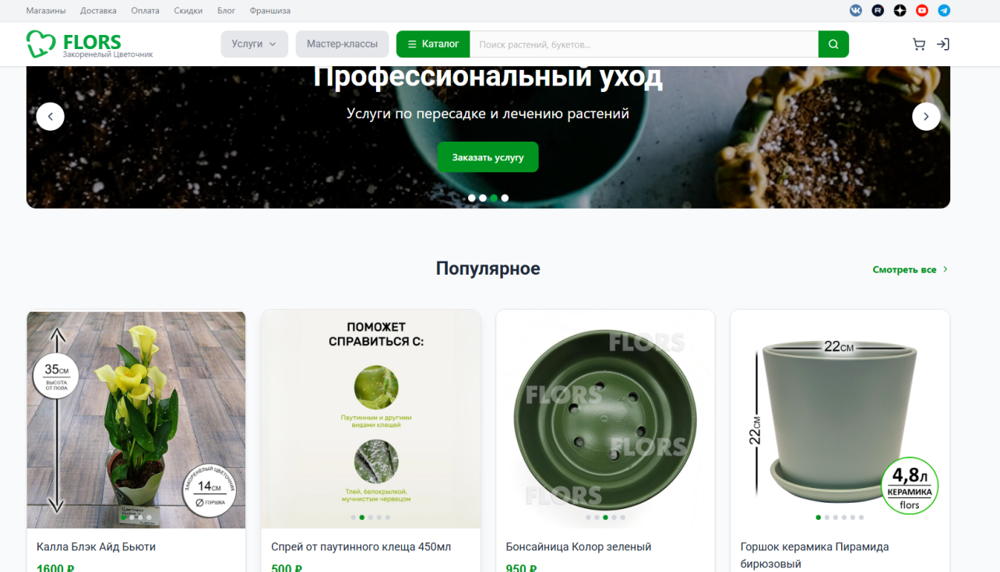 Магазины Доставка Оплата Скидки Блог Франшиза
FLORS
Закоренелый Цветочник
Услуги
Мастер-классы
Каталог
Поиск растений, букетов...
Профессиональный уход
Услуги по пересадке и лечению растений
Заказать услугу
Популярное
Смотреть все
35СМ
ВЫСОТА
ОТ ПОЛА
ЗАКОРЕНЕЛЫЙ ЦВЕТОЧНИК
14СМ
ГОРШКА
Калла Блэк Айд Бьюти
1600 ₽
ПОМОЖЕТ
СПРАВИТЬСЯ С:
Паутинным и другими
видами клещей
Тлей, белокрылкой,
мучнистым червецом
Спрей от паутинного клеща 450мл
500 ₽
FLORS
FLORS
FLORS
FLORS
Бонсайница Колор зеленый
950 ₽
22СМ
22СМ
4,8л
КЕРАМИКА
flors
Горшок керамика Пирамида
бирюзовый